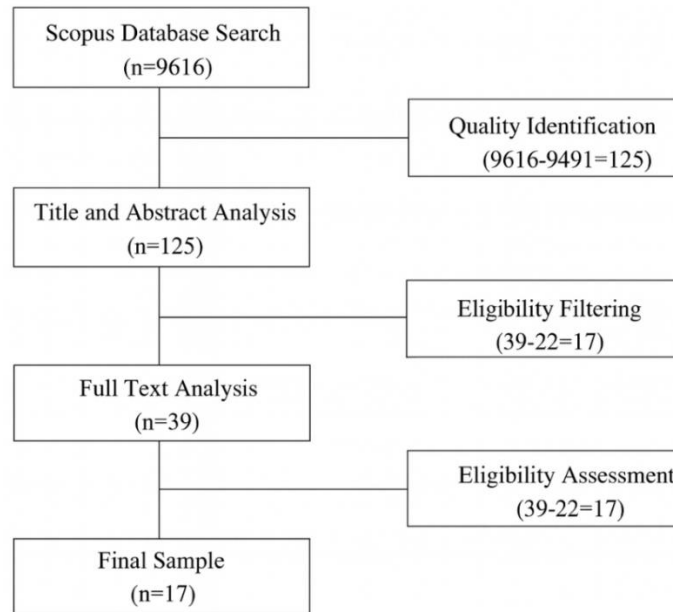 Scopus Database Search
(n=9616)
Quality Identification
(9616-9491=125)
Title and Abstract Analysis
(n=125)
Eligibility Filtering
(39-22=17)
Full Text Analysis
(n=39)
Eligibility Assessment
(39-22=17)
Final Sample
(n=17)